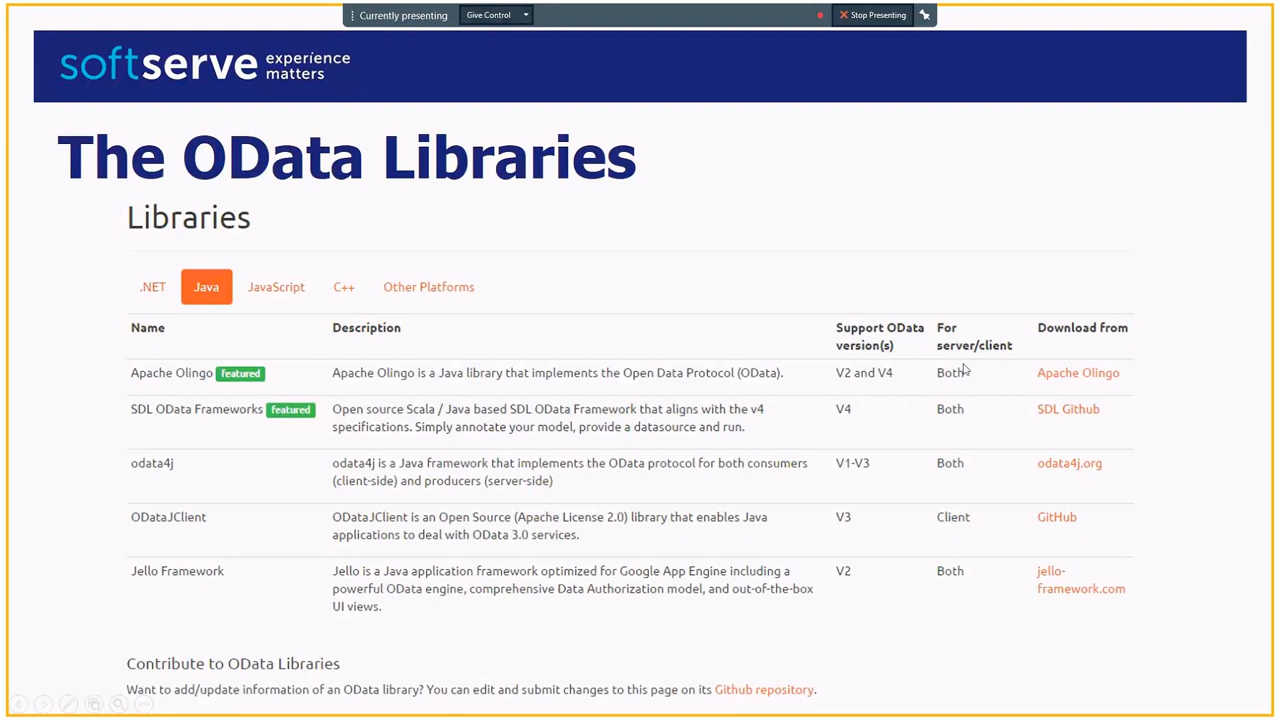 Currently presenting Give Control Stop Presenting
softserve experience matters
The OData Libraries
Libraries
.NET Java JavaScript C++ Other Platforms
Name Description Support OData version(s) For server/client Download from
Apache Olingo featured Apache Olingo is a Java library that implements the Open Data Protocol (OData). V2 and V4 Both Apache Olingo
SDL OData Frameworks featured Open source Scala / Java based SDL OData Framework that aligns with the v4 V4 Both SDL Github
specifications. Simply annotate your model, provide a datasource and run.
odata4j odata4j is a Java framework that implements the OData protocol for both consumers V1-V3 Both odata4j.org
(client-side) and producers (server-side)
ODataJClient ODataJClient is an Open Source (Apache License 2.0) library that enables Java V3 Client GitHub
applications to deal with OData 3.0 services.
Jello Framework Jello is a Java application framework optimized for Google App Engine including a V2 Both jello-
powerful OData engine, comprehensive Data Authorization model, and out-of-the-box framework.com
UI views.
Contribute to OData Libraries
Want to add/update information of an OData library? You can edit and submit changes to this page on its Github repository.